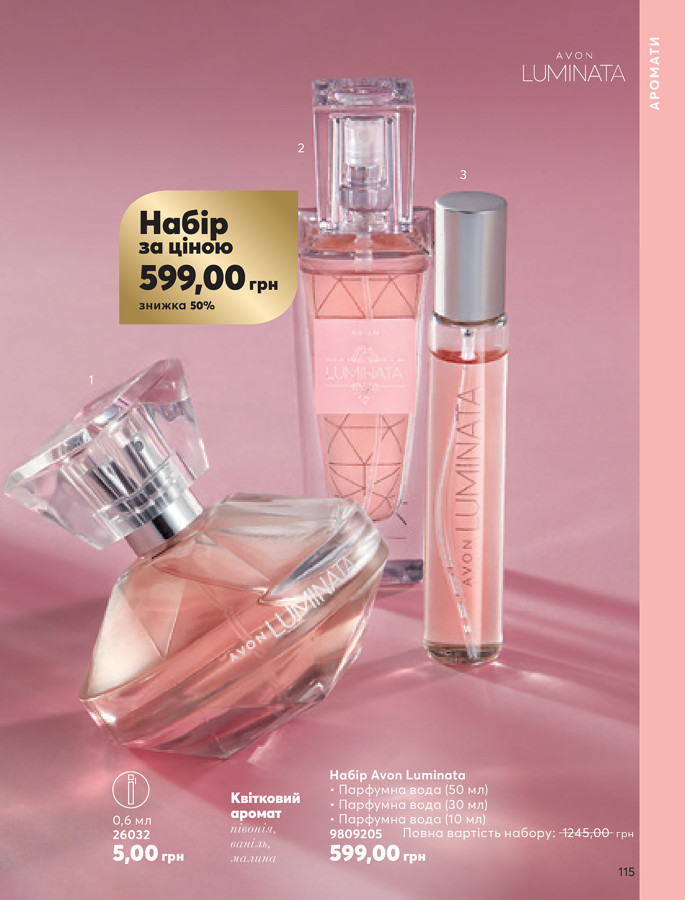 AVON
LUMINATA
АРОМАТИ
2
3
Набір
за ціною
599,00 грн
знижка 50%
1
AVON
LUMINATA
AVON LUMINATA
AVON LUMINATA
0,6 мл
26032
5,00 грн
Квітковий
аромат
півонія,
ваніль,
малина
Набір Avon Luminata
• Парфумна вода (50 мл)
• Парфумна вода (30 мл)
• Парфумна вода (10 мл)
9809205 Повна вартість набору: 1245,00 грн
599,00 грн
115